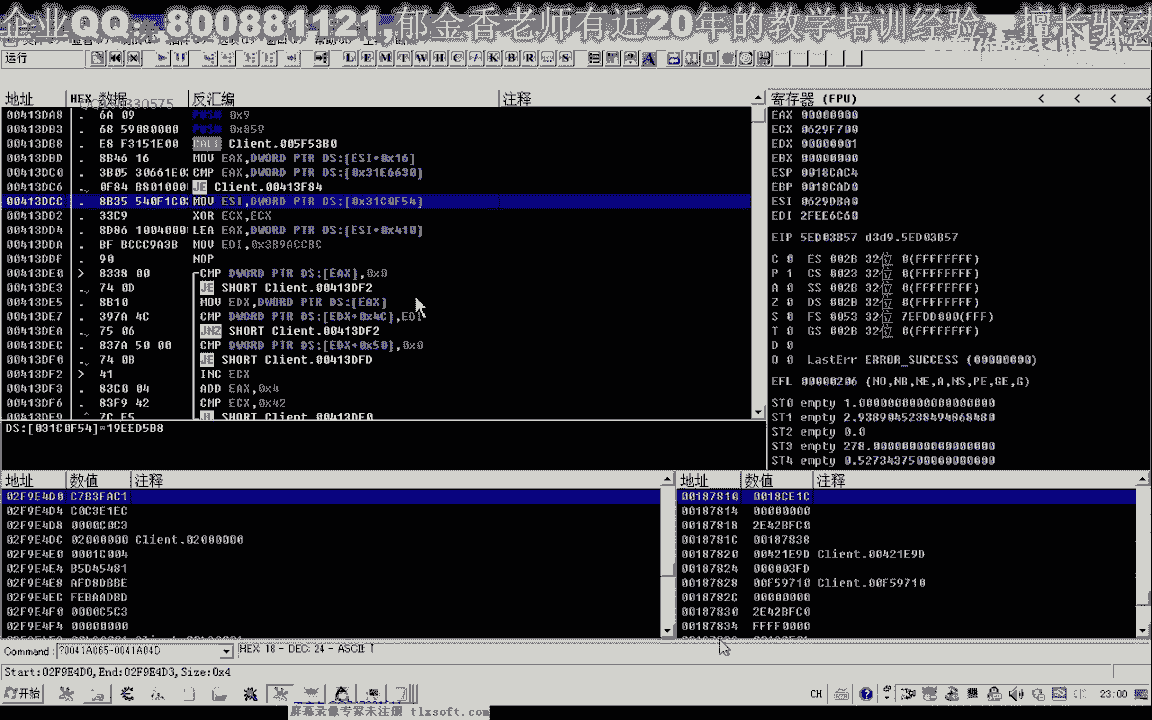 企业QQ：800881121,郁金香老师有近20年的教学培训经验 擅长驱动
运行
L E M T W H C / K B R ... S
地址 HEX 数据 反汇编 注释
00413DA8 . 6A 09 PUSH 0x9
00413DB3 . 68 59080000 PUSH 0x859
00413DB8 . E8 F3151E00 CALL Client.005F53B0
00413DBD . 8B46 16 MOV EAX,DWORD PTR DS:[ESI+0x16]
00413DC0 . 3B05 30661E0 CMP EAX,DWORD PTR DS:[0x31E6630]
00413DC6 . 0F84 B8010000 JE Client.00413F84
00413DCC . 8B35 540F1C0 MOV ESI,DWORD PTR DS:[0x31C0F54]
00413DD2 . 33C9 XOR ECX,ECX
00413DD4 . 8D86 10040000 LEA EAX,DWORD PTR DS:[ESI+0x410]
00413DDA . BF BCCC9A3B MOV EDI,0x3B9ACCBC
00413DDF . 90 NOP
00413DE0 > 8338 00 CMP DWORD PTR DS:[EAX],0x0
00413DE3 . 74 0D JE SHORT Client.00413DF2
00413DE5 . 8B10 MOV EDX,DWORD PTR DS:[EAX]
00413DE7 . 397A 4C CMP DWORD PTR DS:[EDX+0x4C],EDI
00413DEA . 75 06 JNZ SHORT Client.00413DF2
00413DEC . 837A 50 00 CMP DWORD PTR DS:[EDX+0x50],0x0
00413DF0 . 74 0B JE SHORT Client.00413DFD
00413DF2 > 41 INC ECX
00413DF3 . 83C0 04 ADD EAX,0x4
00413DF6 . 83F9 42 CMP ECX,0x42
00413DF9 . 7C E5 JL SHORT Client.00413DE0
DS:[031C0F54]=19EED5B8
寄存器 (FPU) < < < <
EAX 00000000
ECX 0629F700
EDX 00000001
EBX 00000000
ESP 0018CAC4
EBP 0018CAD0
ESI 0629DBA0
EDI 2FEE6C60
EIP 5ED03B57 d3d9.5ED03B57
C 0 ES 002B 32位 0(FFFFFFFF)
P 1 CS 0023 32位 0(FFFFFFFF)
A 0 SS 002B 32位 0(FFFFFFFF)
Z 0 DS 002B 32位 0(FFFFFFFF)
S 0 FS 0053 32位 7EFDD000(FFF)
T 0 GS 002B 32位 0(FFFFFFFF)
D 0
O 0 LastErr ERROR_SUCCESS (00000000)
EFL 00000206 (NO,NB,NE,A,NS,PE,GE,G)
ST0 empty 1.0000000000000000000
ST1 empty 2.9389045238494868480
ST2 empty 0.0
ST3 empty 278.00000000000000000
ST4 empty 0.5273437500000000000
地址 数值 注释
02F9E4D0 C7B3FAC1
02F9E4D4 C0C3E1EC
02F9E4D8 0000C0C3
02F9E4DC 02000000 Client.02000000
02F9E4E0 0001C004
02F9E4E4 B5D45481
02F9E4E8 AFD8DBBE
02F9E4EC FEBAADBD
02F9E4F0 0000C5C3
02F9E4F4 00000000
地址 数值 注释
00187810 0018CE1C
00187814 00000000
00187818 2E42BFC0
0018781C 00187838
00187820 00421E9D Client.00421E9D
00187824 000003FD
00187828 00F59710 Client.00F59710
0018782C 00000000
00187830 2E42BFC0
00187834 FFFF0000
Command : ?0041A065-0041A04D HEX: 18 - DEC: 24 - ASCII: ↑
Start:02F9E4D0,End:02F9E4D3,Size:0x4
开始 CH 23:00
屏幕录像专家未注册 tlxsoft.com